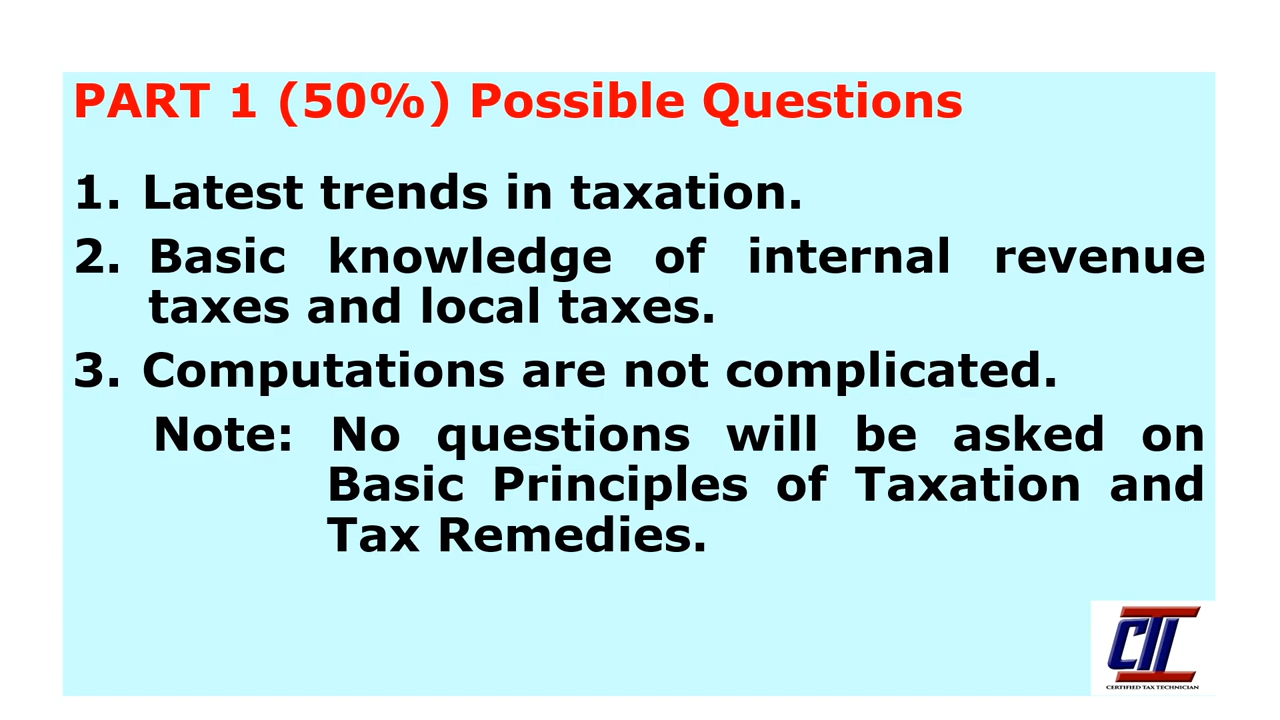 PART 1 (50%) Possible Questions
1. Latest trends in taxation.
2. Basic knowledge of internal revenue
taxes and local taxes.
3. Computations are not complicated.
Note: No questions will be asked on
Basic Principles of Taxation and
Tax Remedies.
CTT
CERTIFIED TAX TECHNICIAN